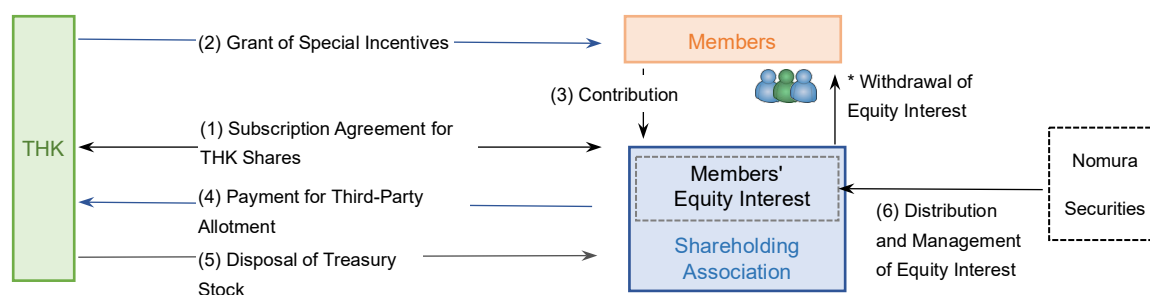 THK
(2) Grant of Special Incentives
Members
(3) Contribution
* Withdrawal of
Equity Interest
(1) Subscription Agreement for
THK Shares
Members'
Equity Interest
Shareholding
Association
(4) Payment for Third-Party
Allotment
(5) Disposal of Treasury
Stock
(6) Distribution
and Management
of Equity Interest
Nomura
Securities